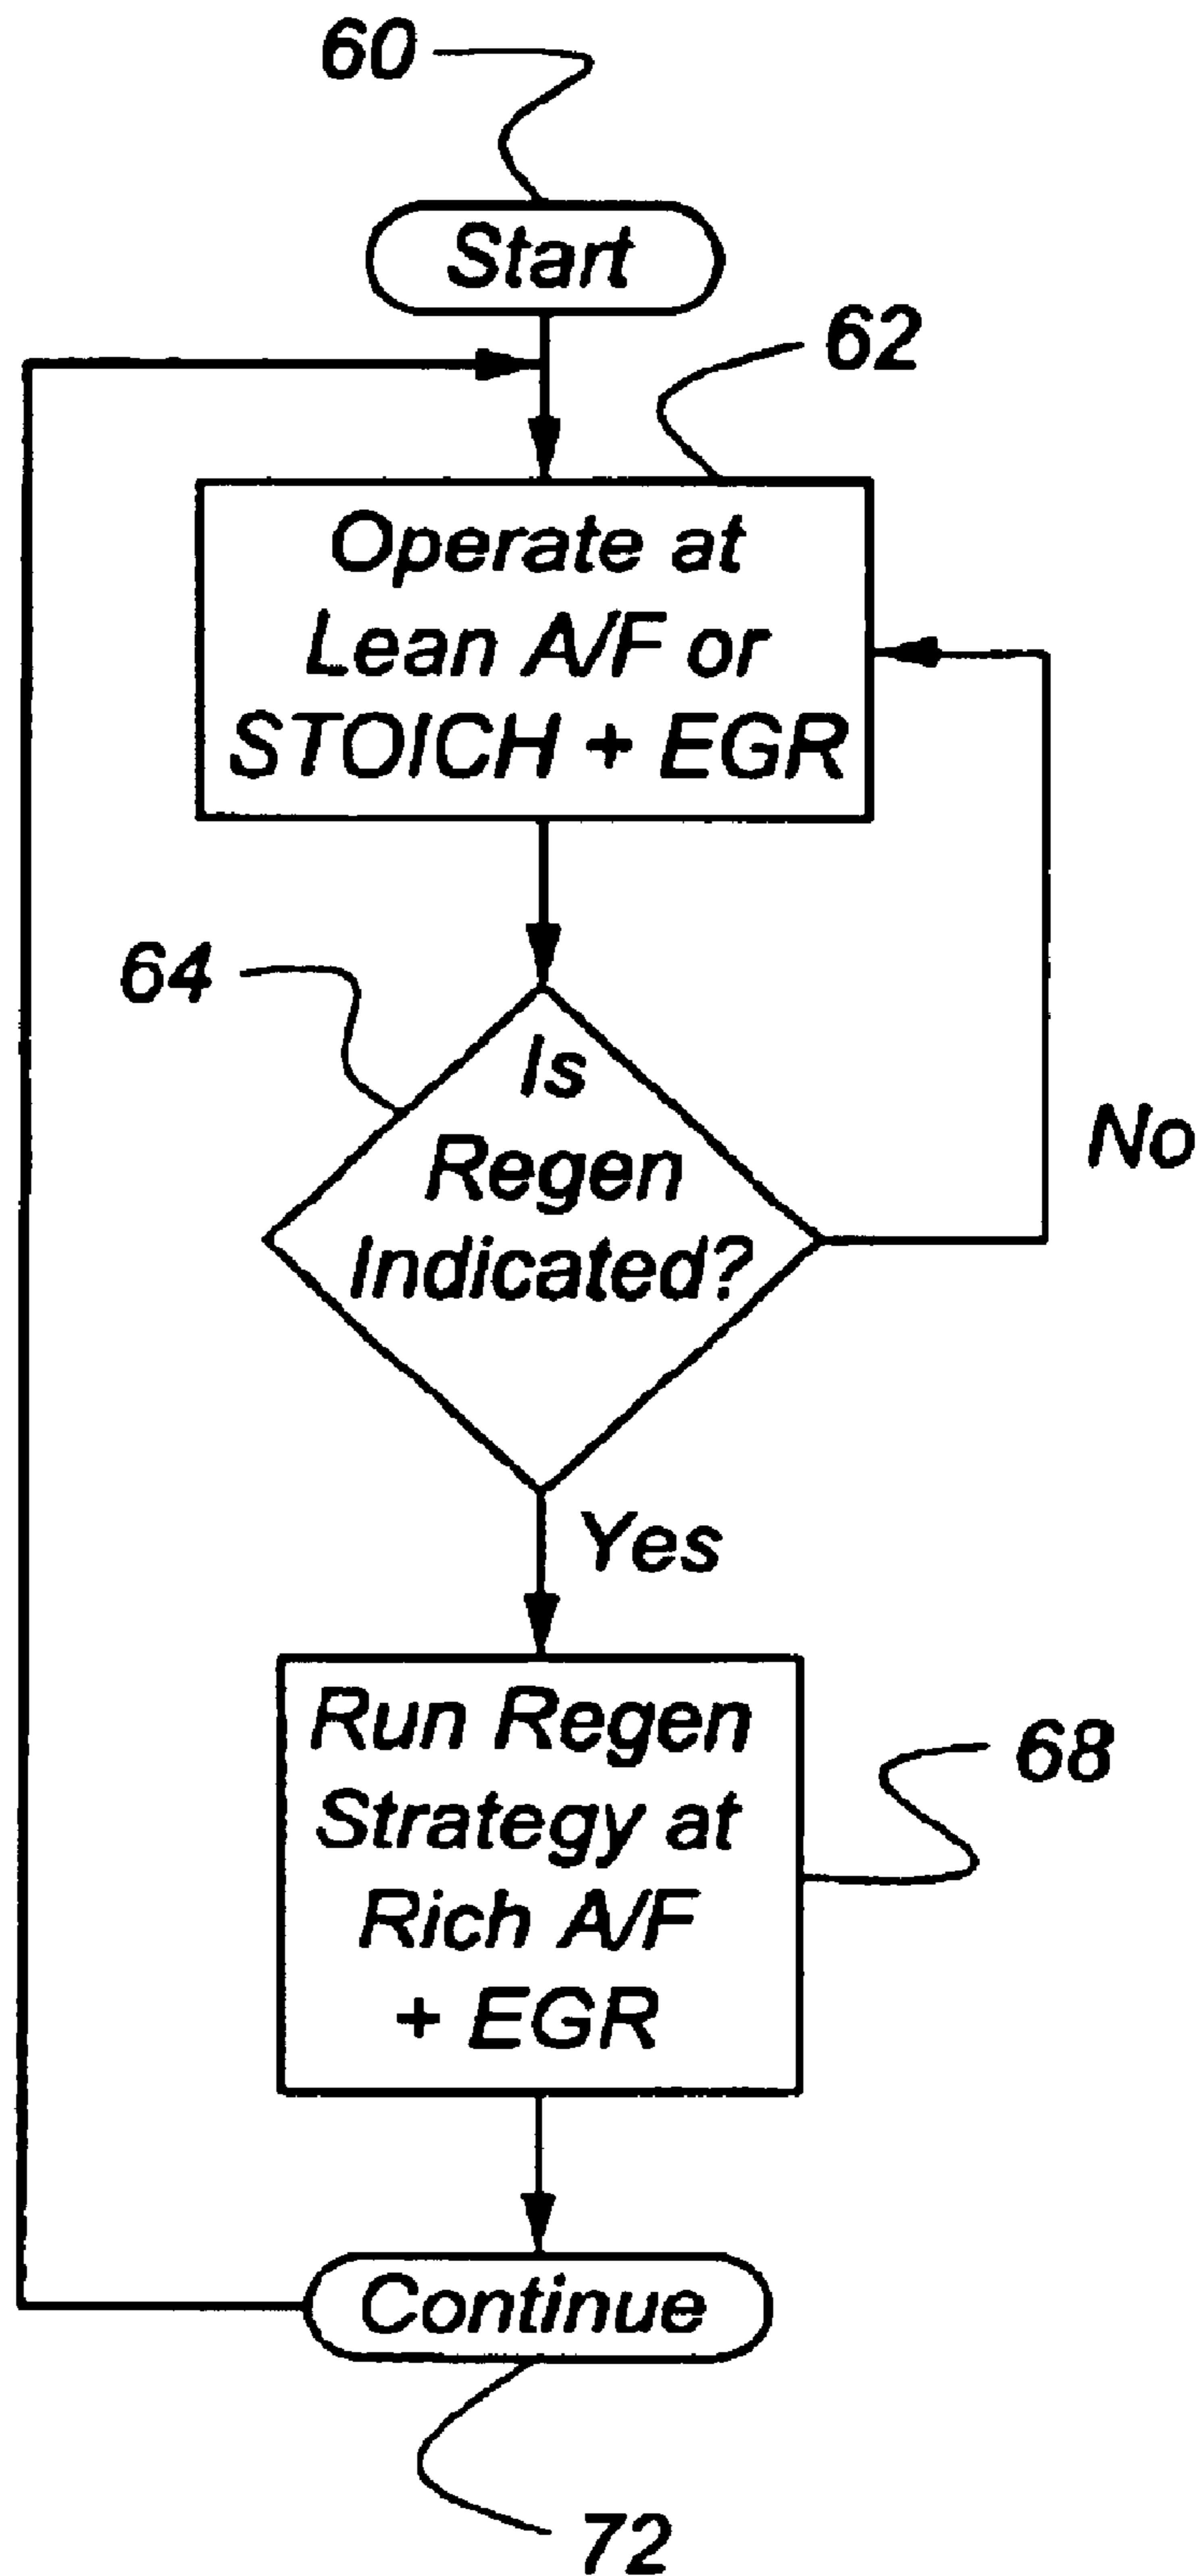 60
Start
62
Operate at
Lean A/F or
STOICH + EGR
64
Is
Regen
Indicated?
No
Yes
Run Regen
Strategy at
Rich A/F
+ EGR
68
Continue
72